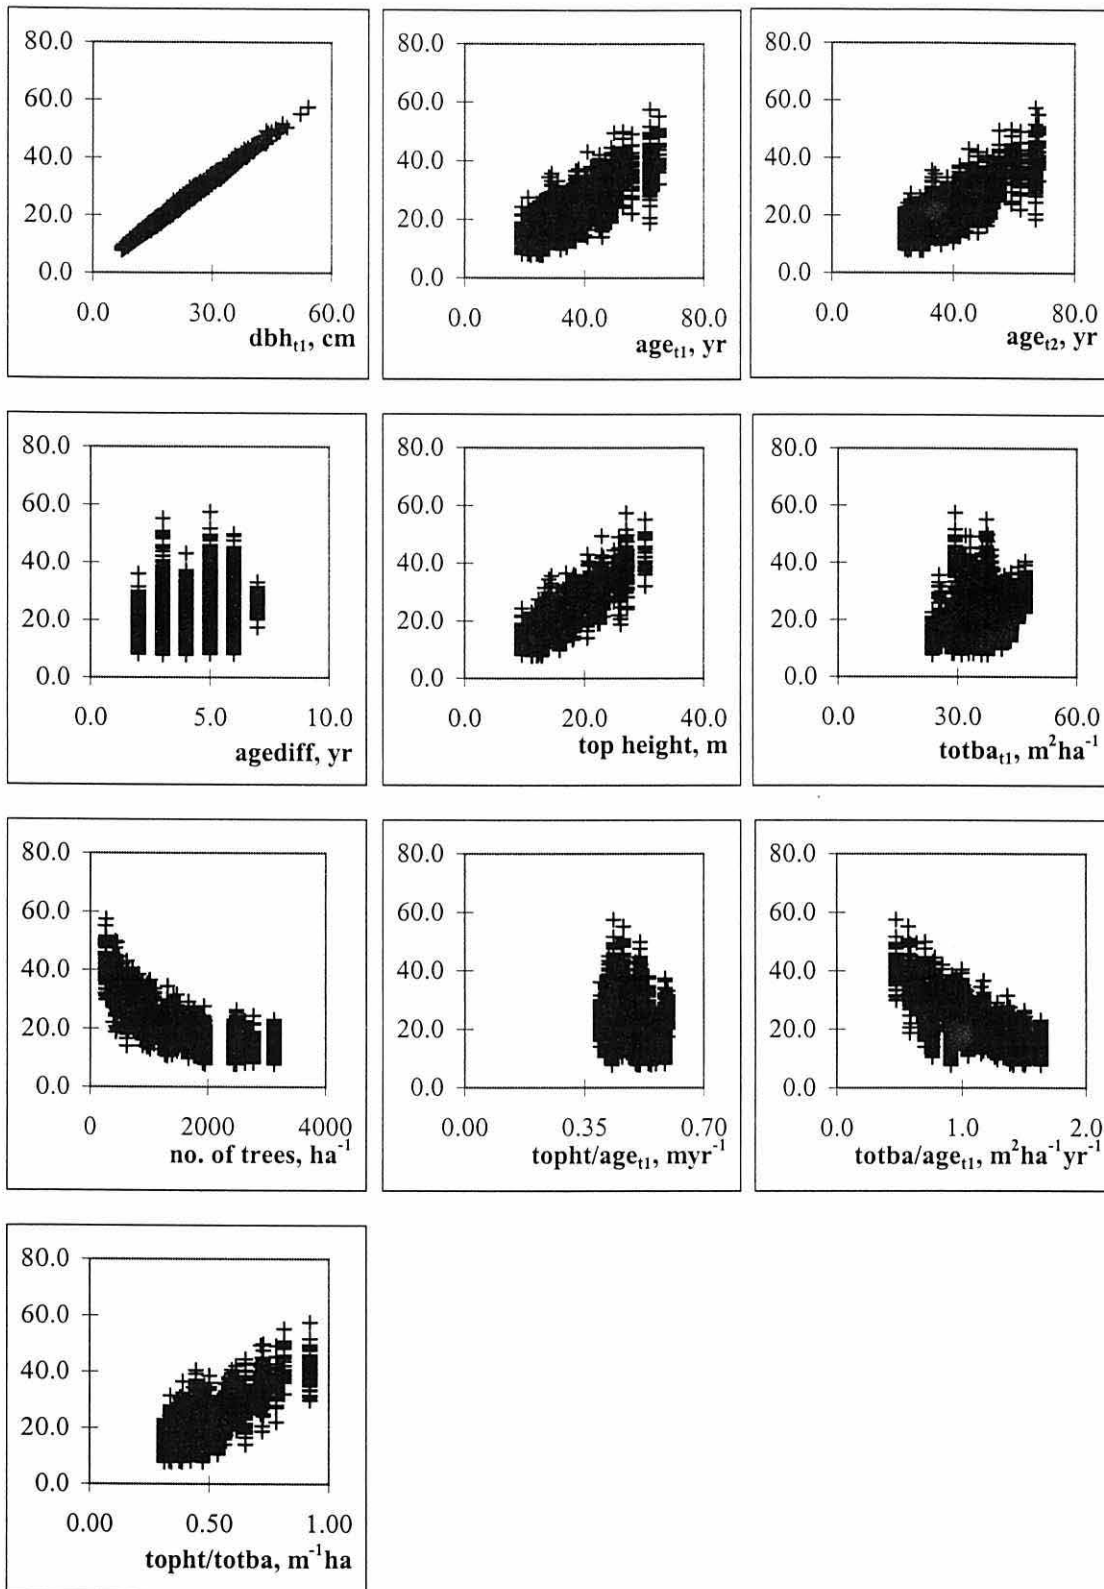 80.0
60.0
40.0
20.0
0.0
0.0 30.0 60.0
dbh_t1, cm
80.0
60.0
40.0
20.0
0.0
0.0 40.0 80.0
age_t1, yr
80.0
60.0
40.0
20.0
0.0
0.0 40.0 80.0
age_t2, yr
80.0
60.0
40.0
20.0
0.0
0.0 5.0 10.0
agediff, yr
80.0
60.0
40.0
20.0
0.0
0.0 20.0 40.0
top height, m
80.0
60.0
40.0
20.0
0.0
0.0 30.0 60.0
totba_t1, m²ha⁻¹
80.0
60.0
40.0
20.0
0.0
0 2000 4000
no. of trees, ha⁻¹
80.0
60.0
40.0
20.0
0.0
0.00 0.35 0.70
topht/age_t1, myr⁻¹
80.0
60.0
40.0
20.0
0.0
0.0 1.0 2.0
totba/age_t1, m²ha⁻¹yr⁻¹
80.0
60.0
40.0
20.0
0.0
0.00 0.50 1.00
topht/totba, m⁻¹ha